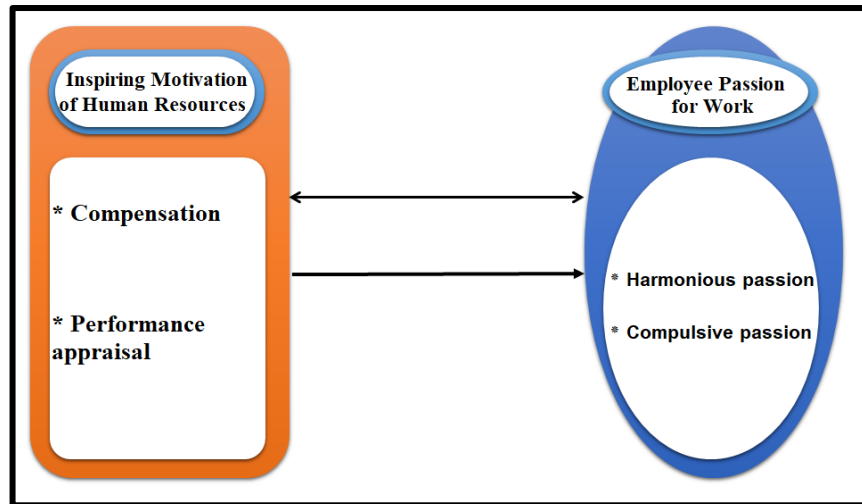 Inspiring Motivation
of Human Resources
* Compensation
* Performance
appraisal
Employee Passion
for Work
* Harmonious passion
* Compulsive passion